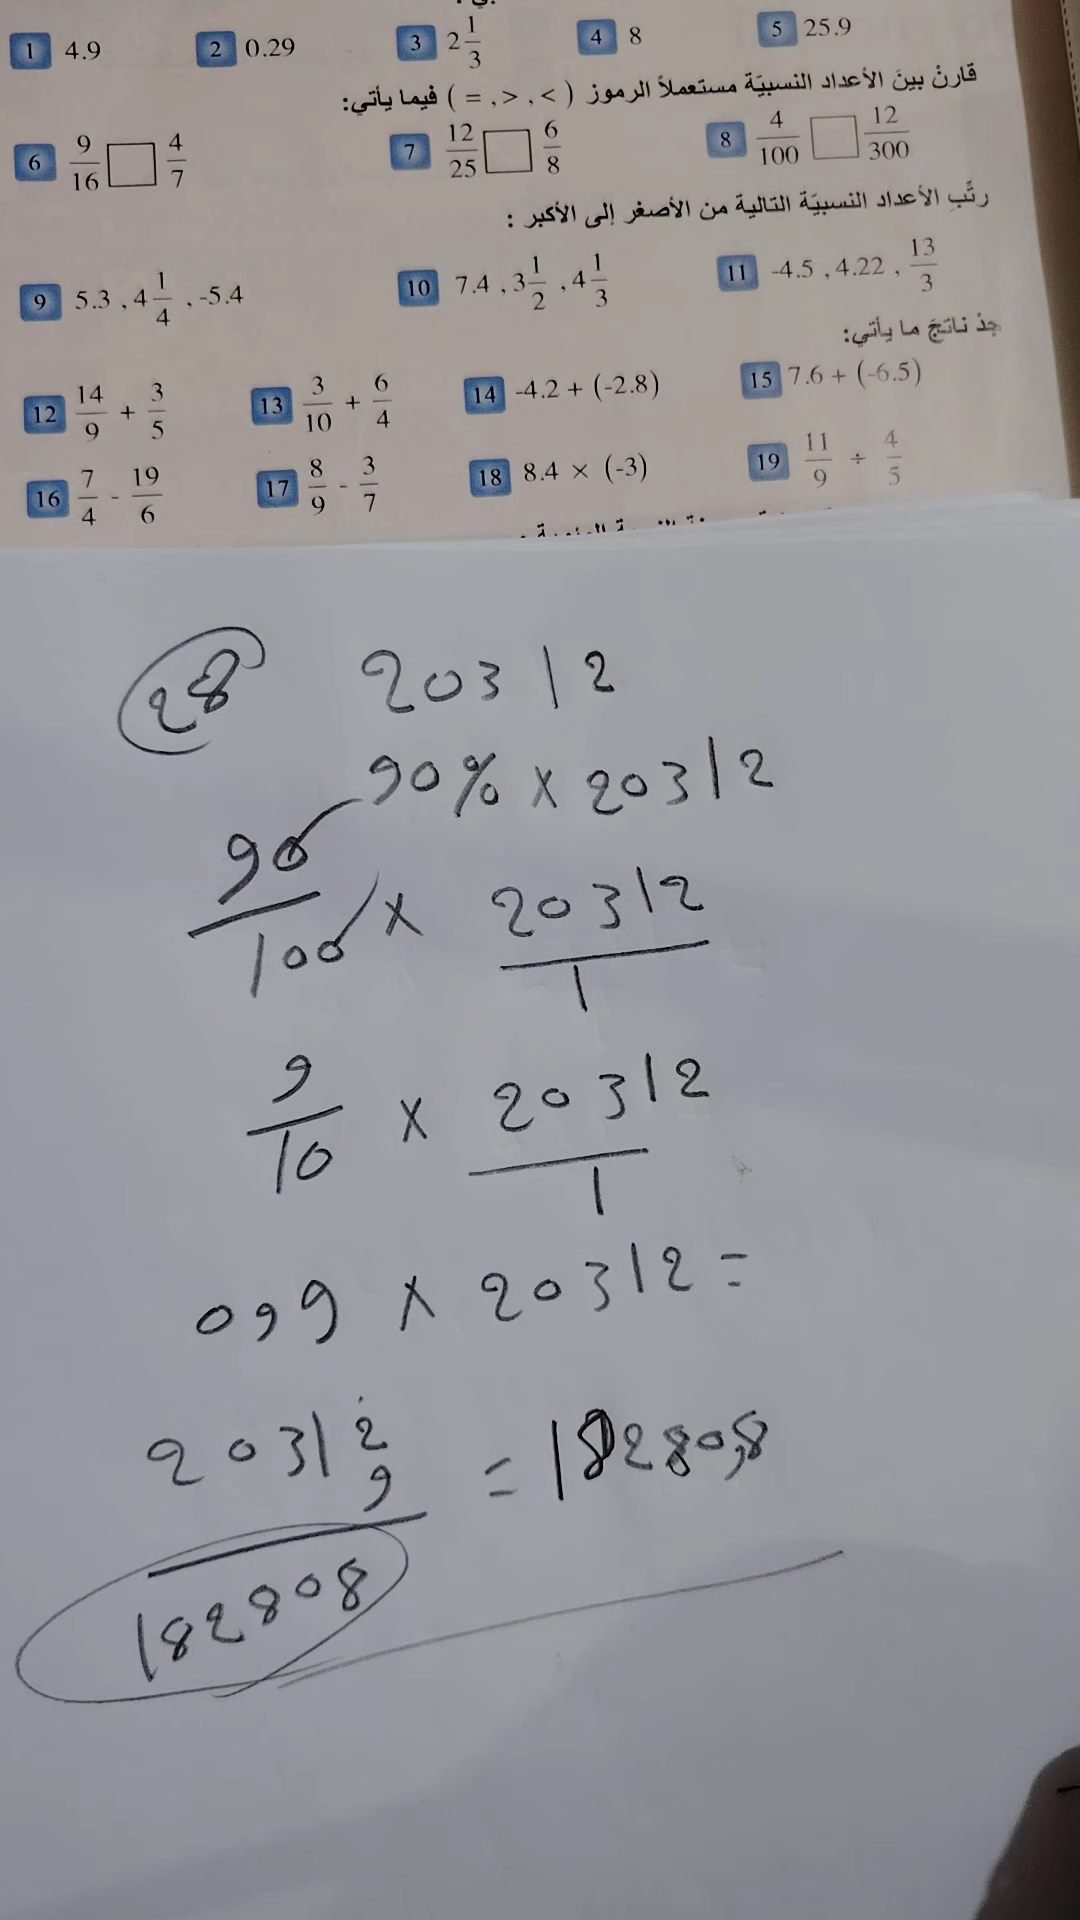 1 4.9 2 0.29 3 2 1/3 4 8 5 25.9
قارنْ بينَ الأعداد النسبيّة مستعملاً الرموز ( > ، < ، = ) فيما يأتي:
6 9/16 □ 4/7 7 12/25 □ 6/8 8 4/100 □ 12/300
رتِّبِ الأعداد النسبيّة التالية من الأصغر إلى الأكبر :
9 5.3 , 4 1/4 , -5.4 10 7.4 , 3 1/2 , 4 1/3 11 -4.5 , 4.22 , 13/3
جدْ ناتجَ ما يأتي:
12 14/9 + 3/5 13 3/10 + 6/4 14 -4.2 + (-2.8) 15 7.6 + (-6.5)
16 7/4 - 19/6 17 8/9 - 3/7 18 8.4 × (-3) 19 11/9 ÷ 4/5
28 20312
90% × 20312
90/100 × 20312/1
9/10 × 20312/1
0,9 × 20312 =
20312
9
= 18280,8
182808